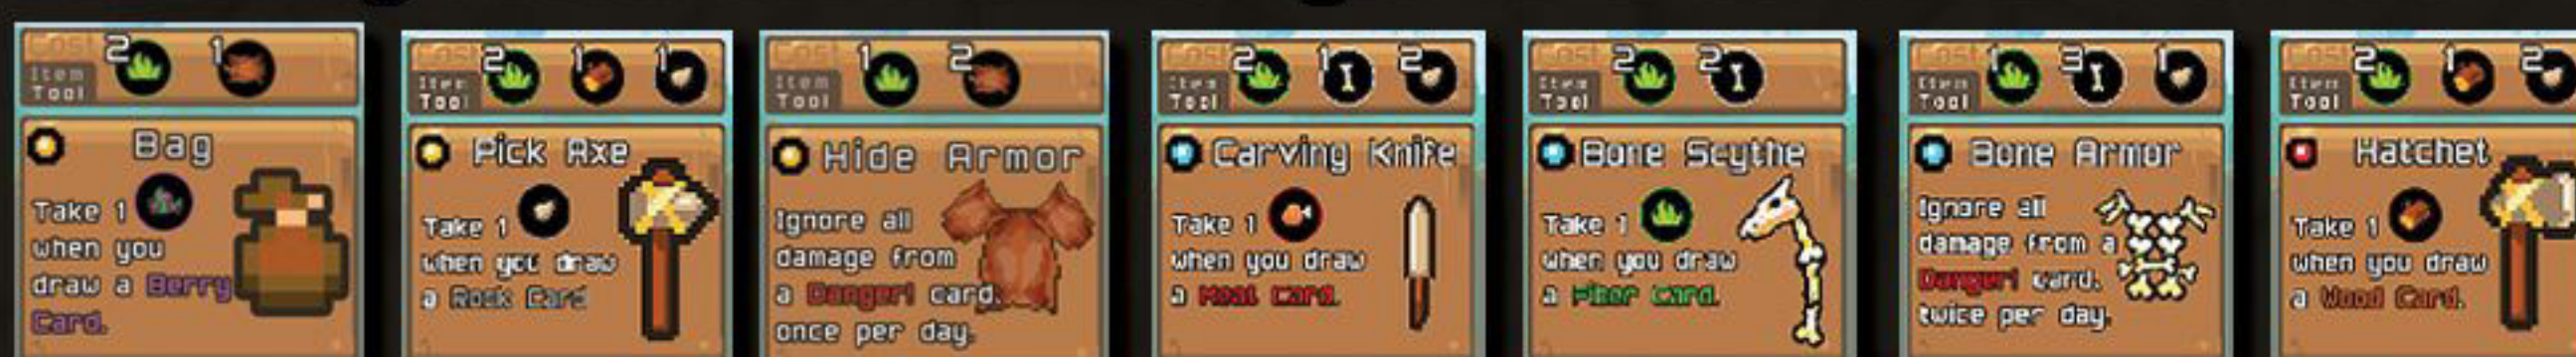 Cost 2 1
Item
Tool
Bag
Take 1
when you
draw a Berry
Card.
Cost 2 1 1
Item
Tool
Pick Axe
Take 1
when you draw
a Rock Card
Cost 1 2
Item
Tool
Hide Armor
Ignore all
damage from
a Danger! card.
once per day.
Cost 2 1 2
Item
Tool
Carving Knife
Take 1
when you draw
a Meat Card.
Cost 2 2
Item
Tool
Bone Scythe
Take 1
when you draw
a Fiber Card.
Cost 1 3 1
Item
Tool
Bone Armor
Ignore all
damage from a
Danger! card.
twice per day.
Cost 2 1 2
Item
Tool
Hatchet
Take 1
when you draw
a Wood Card.